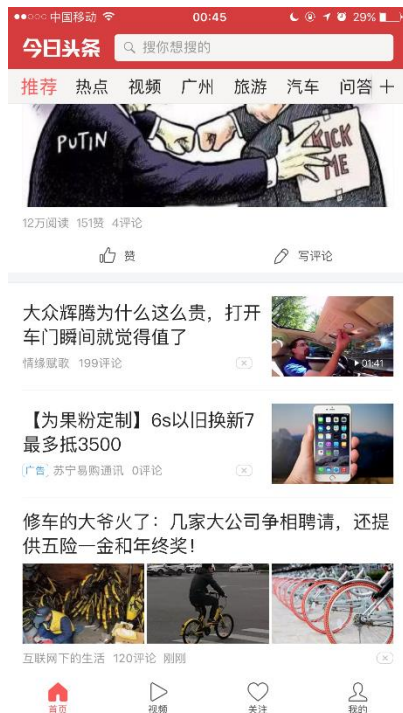 中国移动 00:45 29%
今日头条 搜你想搜的
推荐 热点 视频 广州 旅游 汽车 问答 +
PUTIN
KICK
ME
12万阅读 151赞 4评论
赞 写评论
大众辉腾为什么这么贵，打开
车门瞬间就觉得值了
情缘赋歌 199评论
01:41
【为果粉定制】6s以旧换新7
最多抵3500
广告 苏宁易购通讯 0评论
修车的大爷火了：几家大公司争相聘请，还提
供五险一金和年终奖！
互联网下的生活 120评论 刚刚
首页 视频 关注 我的